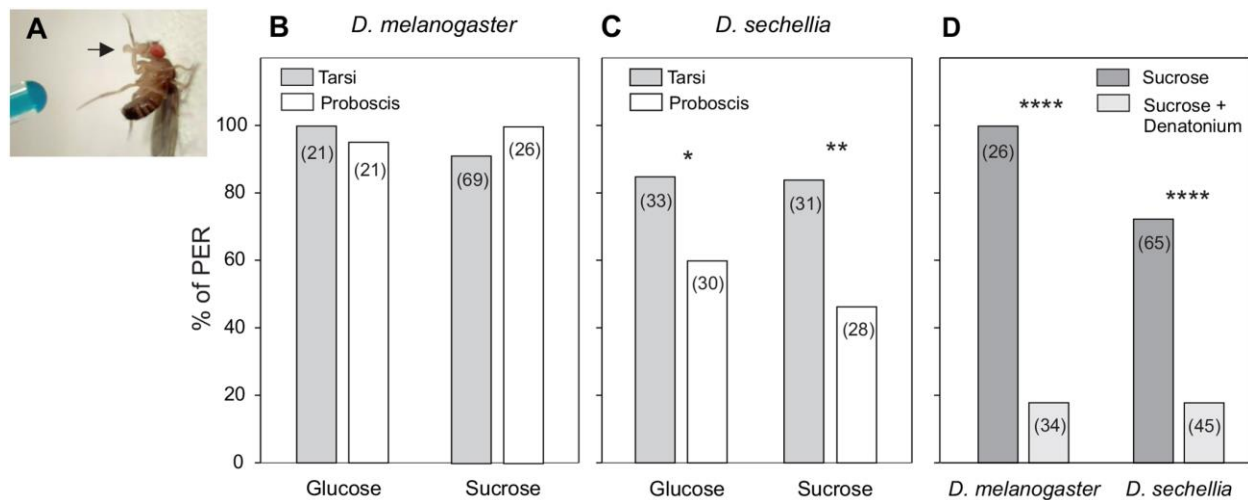 A
B
D. melanogaster
C
D. sechellia
D
Tarsi
Proboscis
Tarsi
Proboscis
Sucrose
Sucrose +
Denatonium
% of PER
100
80
60
40
20
0
(21)
(21)
(69)
(26)
(33)
*
(30)
(31)
**
(28)
****
(26)
(34)
****
(65)
(45)
Glucose
Sucrose
Glucose
Sucrose
D. melanogaster
D. sechellia